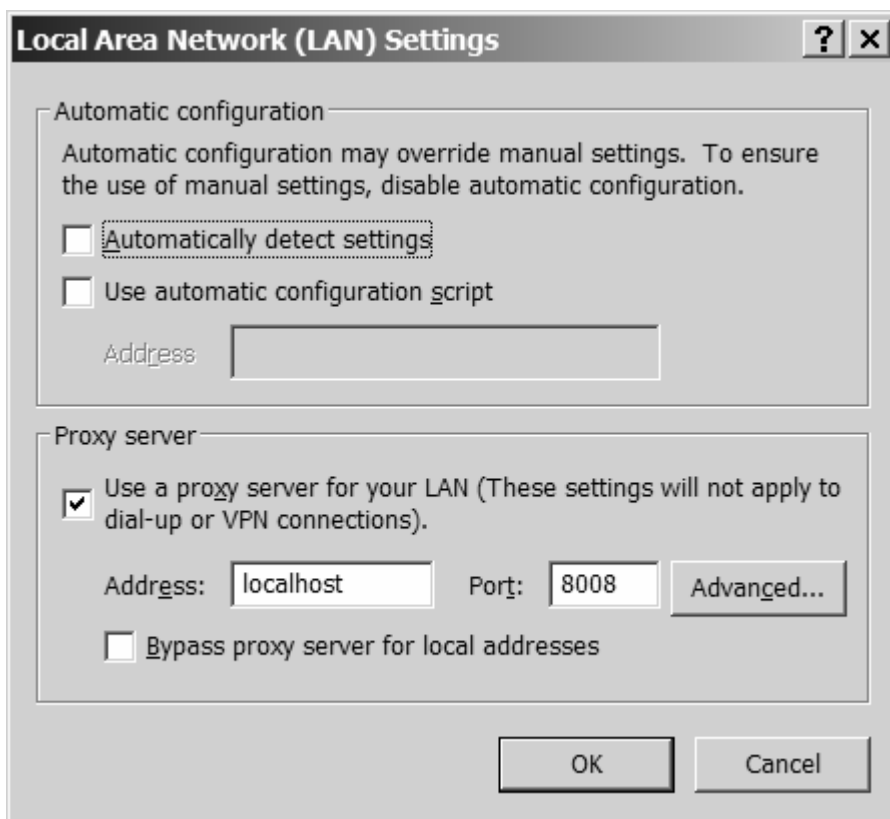 Local Area Network (LAN) Settings
Automatic configuration
Automatic configuration may override manual settings. To ensure
the use of manual settings, disable automatic configuration.
Automatically detect settings
Use automatic configuration script
Address
Proxy server
Use a proxy server for your LAN (These settings will not apply to
dial-up or VPN connections).
Address: localhost Port: 8008 Advanced...
Bypass proxy server for local addresses
OK Cancel